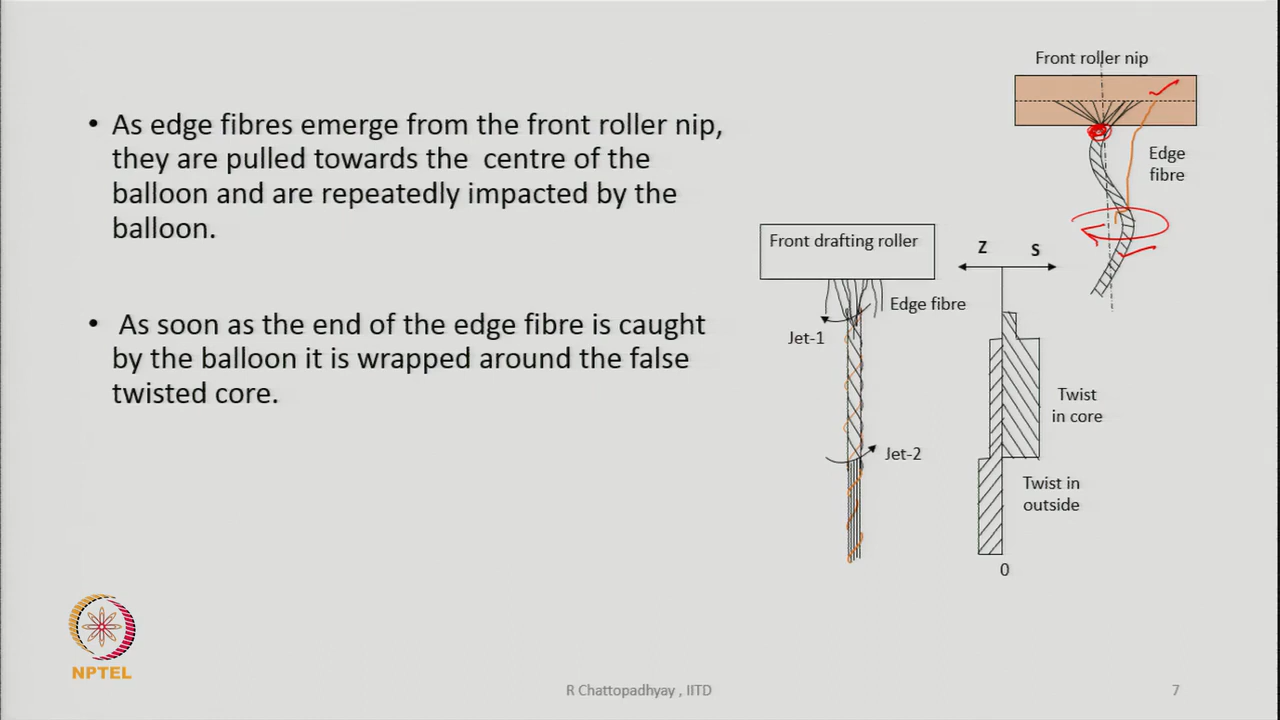 • As edge fibres emerge from the front roller nip,
they are pulled towards the centre of the
balloon and are repeatedly impacted by the
balloon.
• As soon as the end of the edge fibre is caught
by the balloon it is wrapped around the false
twisted core.
Front roller nip
Edge
fibre
Front drafting roller
Z
S
Edge fibre
Jet-1
Twist
in core
Jet-2
Twist in
outside
0
NPTEL
R Chattopadhyay , IITD
7